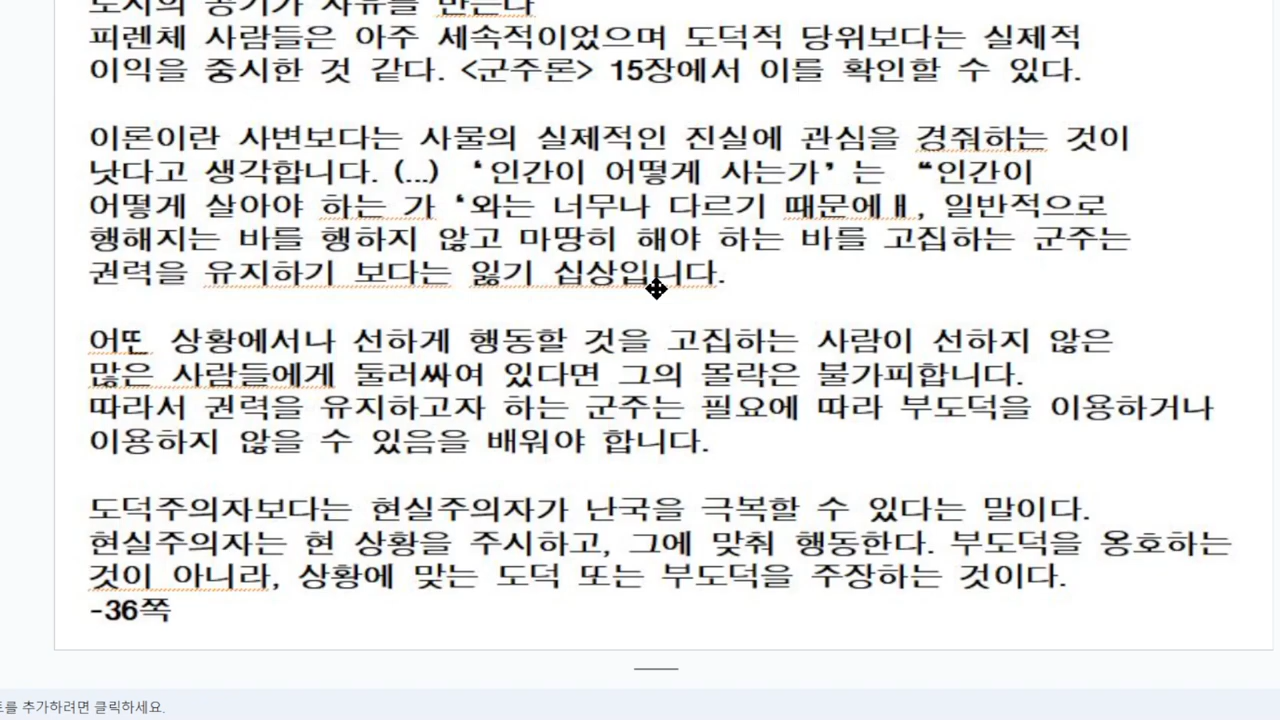 도시의 공기가 자유를 만든다
피렌체 사람들은 아주 세속적이었으며 도덕적 당위보다는 실제적
이익을 중시한 것 같다. <군주론> 15장에서 이를 확인할 수 있다.
이론이란 사변보다는 사물의 실제적인 진실에 관심을 경줘하는 것이
낫다고 생각합니다. (...) ‘인간이 어떻게 사는가’ 는 “인간이
어떻게 살아야 하는 가 ‘와는 너무나 다르기 때문에ㅐ, 일반적으로
행해지는 바를 행하지 않고 마땅히 해야 하는 바를 고집하는 군주는
권력을 유지하기 보다는 잃기 십상입니다.
어떤 상황에서나 선하게 행동할 것을 고집하는 사람이 선하지 않은
많은 사람들에게 둘러싸여 있다면 그의 몰락은 불가피합니다.
따라서 권력을 유지하고자 하는 군주는 필요에 따라 부도덕을 이용하거나
이용하지 않을 수 있음을 배워야 합니다.
도덕주의자보다는 현실주의자가 난국을 극복할 수 있다는 말이다.
현실주의자는 현 상황을 주시하고, 그에 맞춰 행동한다. 부도덕을 옹호하는
것이 아니라, 상황에 맞는 도덕 또는 부도덕을 주장하는 것이다.
-36쪽
를 추가하려면 클릭하세요.